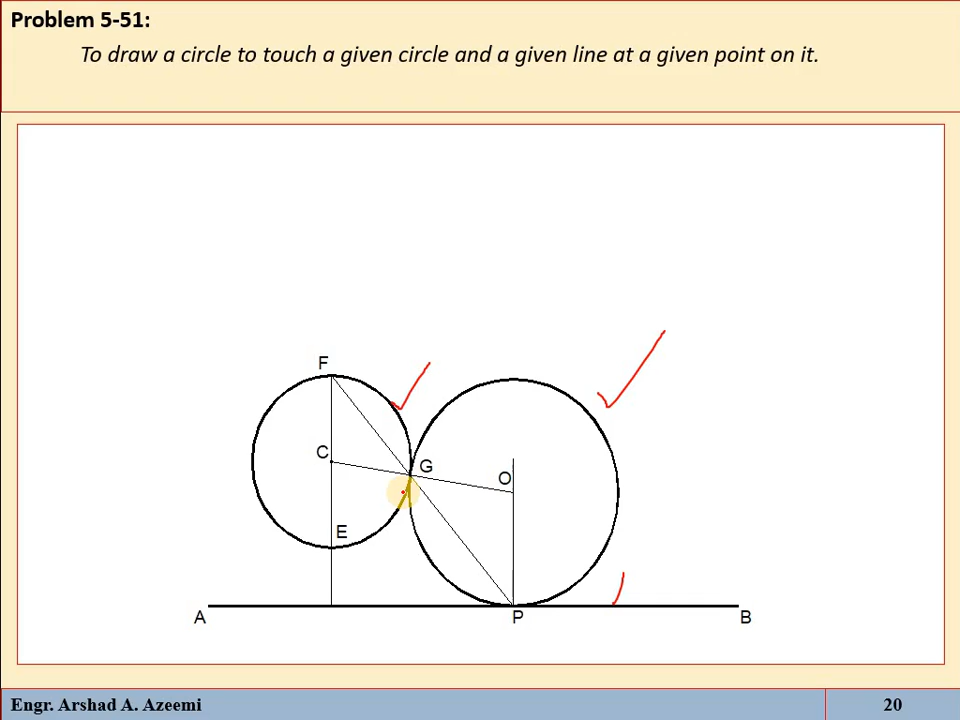 Problem 5-51:
To draw a circle to touch a given circle and a given line at a given point on it.
F
C
G
O
E
A
P
B
Engr. Arshad A. Azeemi
20